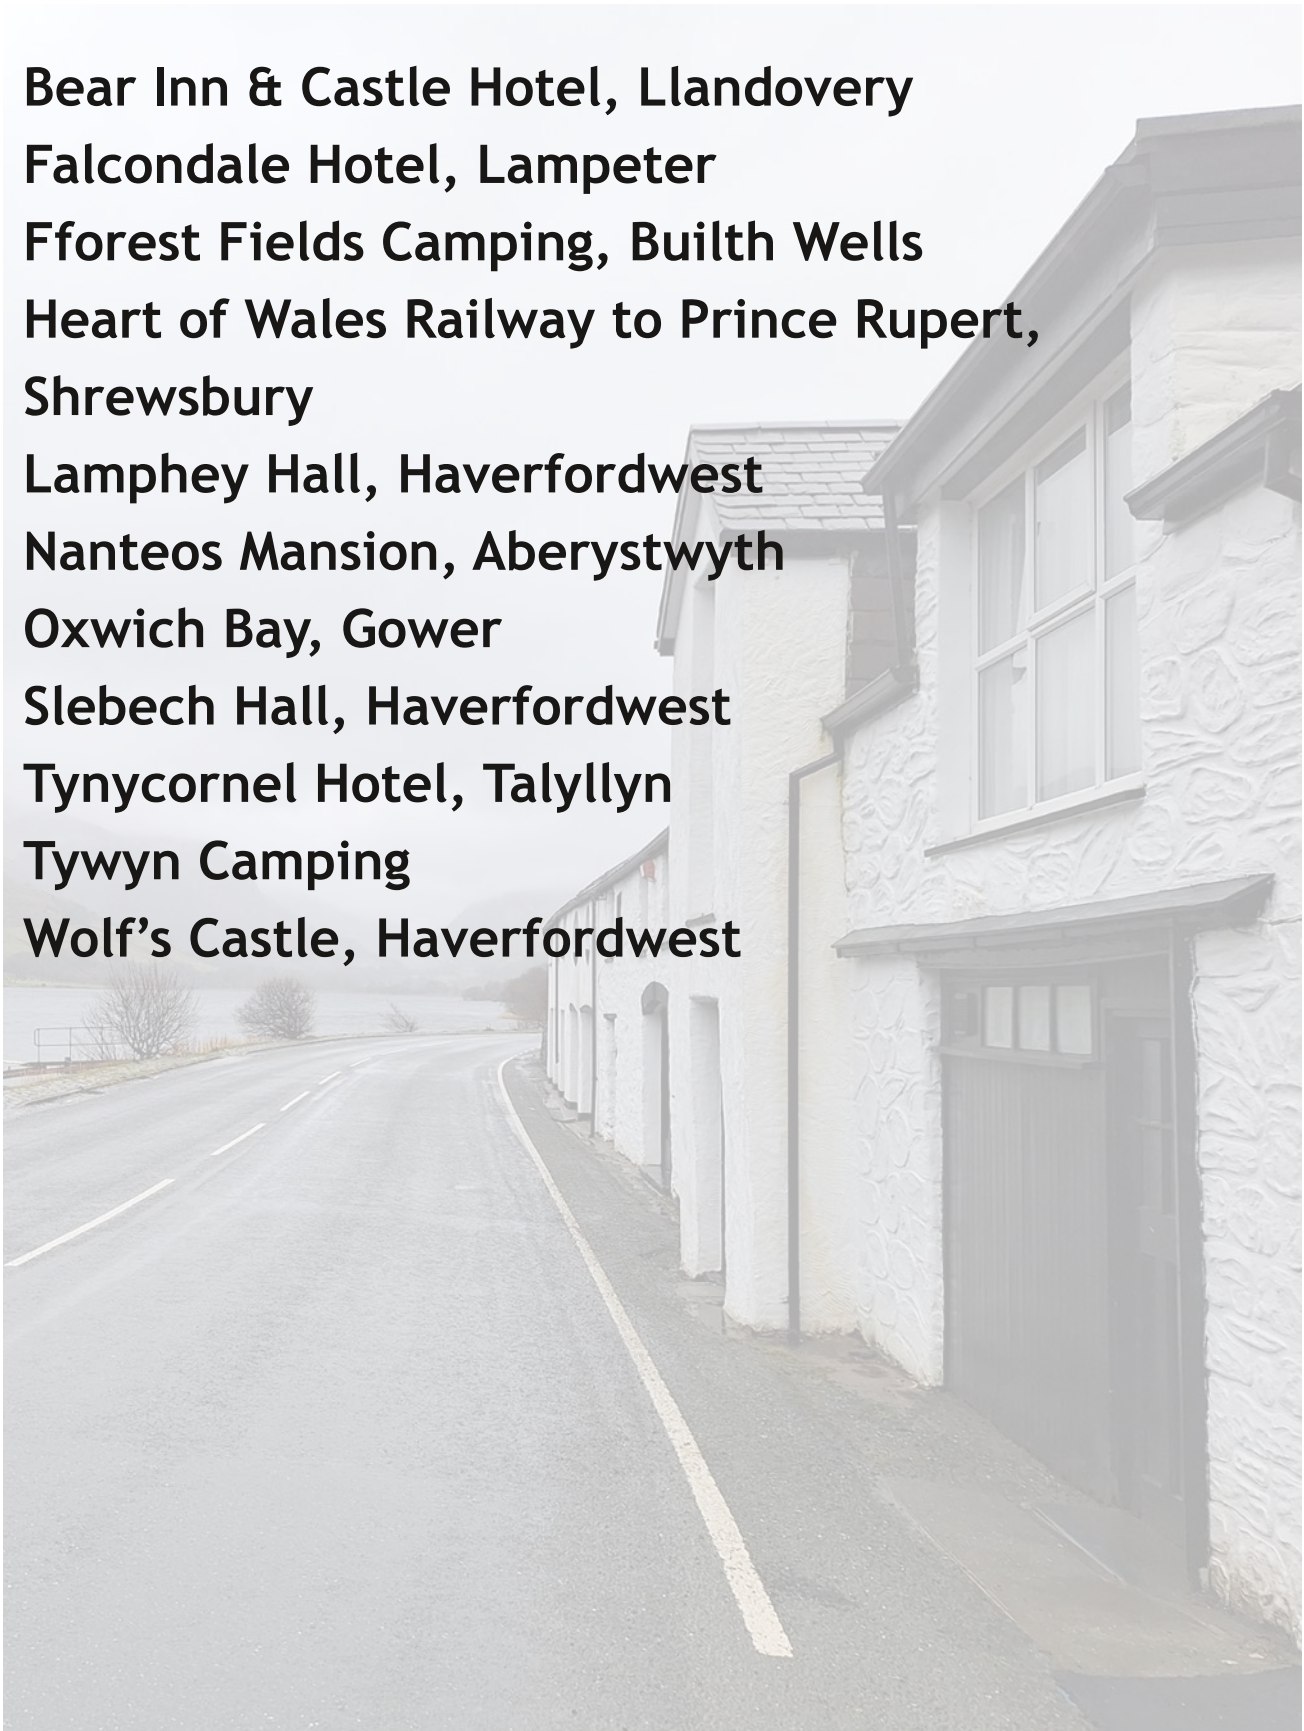 Bear Inn & Castle Hotel, Llandovery
Falcondale Hotel, Lampeter
Fforest Fields Camping, Builth Wells
Heart of Wales Railway to Prince Rupert,
Shrewsbury
Lamphey Hall, Haverfordwest
Nanteos Mansion, Aberystwyth
Oxwich Bay, Gower
Slebech Hall, Haverfordwest
Tynycornel Hotel, Talyllyn
Tywyn Camping
Wolf’s Castle, Haverfordwest